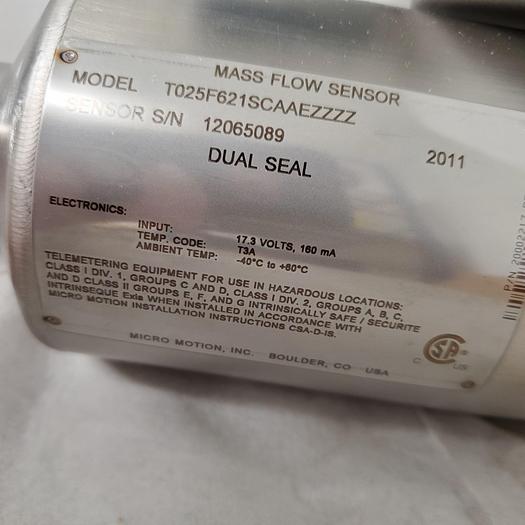 MASS FLOW SENSOR
MODEL T025F621SCAAEZZZZ
SENSOR S/N 12065089
DUAL SEAL 2011
ELECTRONICS:
INPUT: 17.3 VOLTS, 160 mA
TEMP. CODE: T3A
AMBIENT TEMP: -40°C to +60°C
TELEMETERING EQUIPMENT FOR USE IN HAZARDOUS LOCATIONS:
CLASS I DIV. 1, GROUPS C AND D, CLASS I DIV. 2, GROUPS A, B, C,
AND D CLASS II GROUPS E, F, AND G INTRINSICALLY SAFE / SECURITE
INTRINSEQUE Exia WHEN INSTALLED IN ACCORDANCE WITH
MICRO MOTION INSTALLATION INSTRUCTIONS CSA-D-IS.
MICRO MOTION, INC. BOULDER, CO USA
C SA ® US
P/N